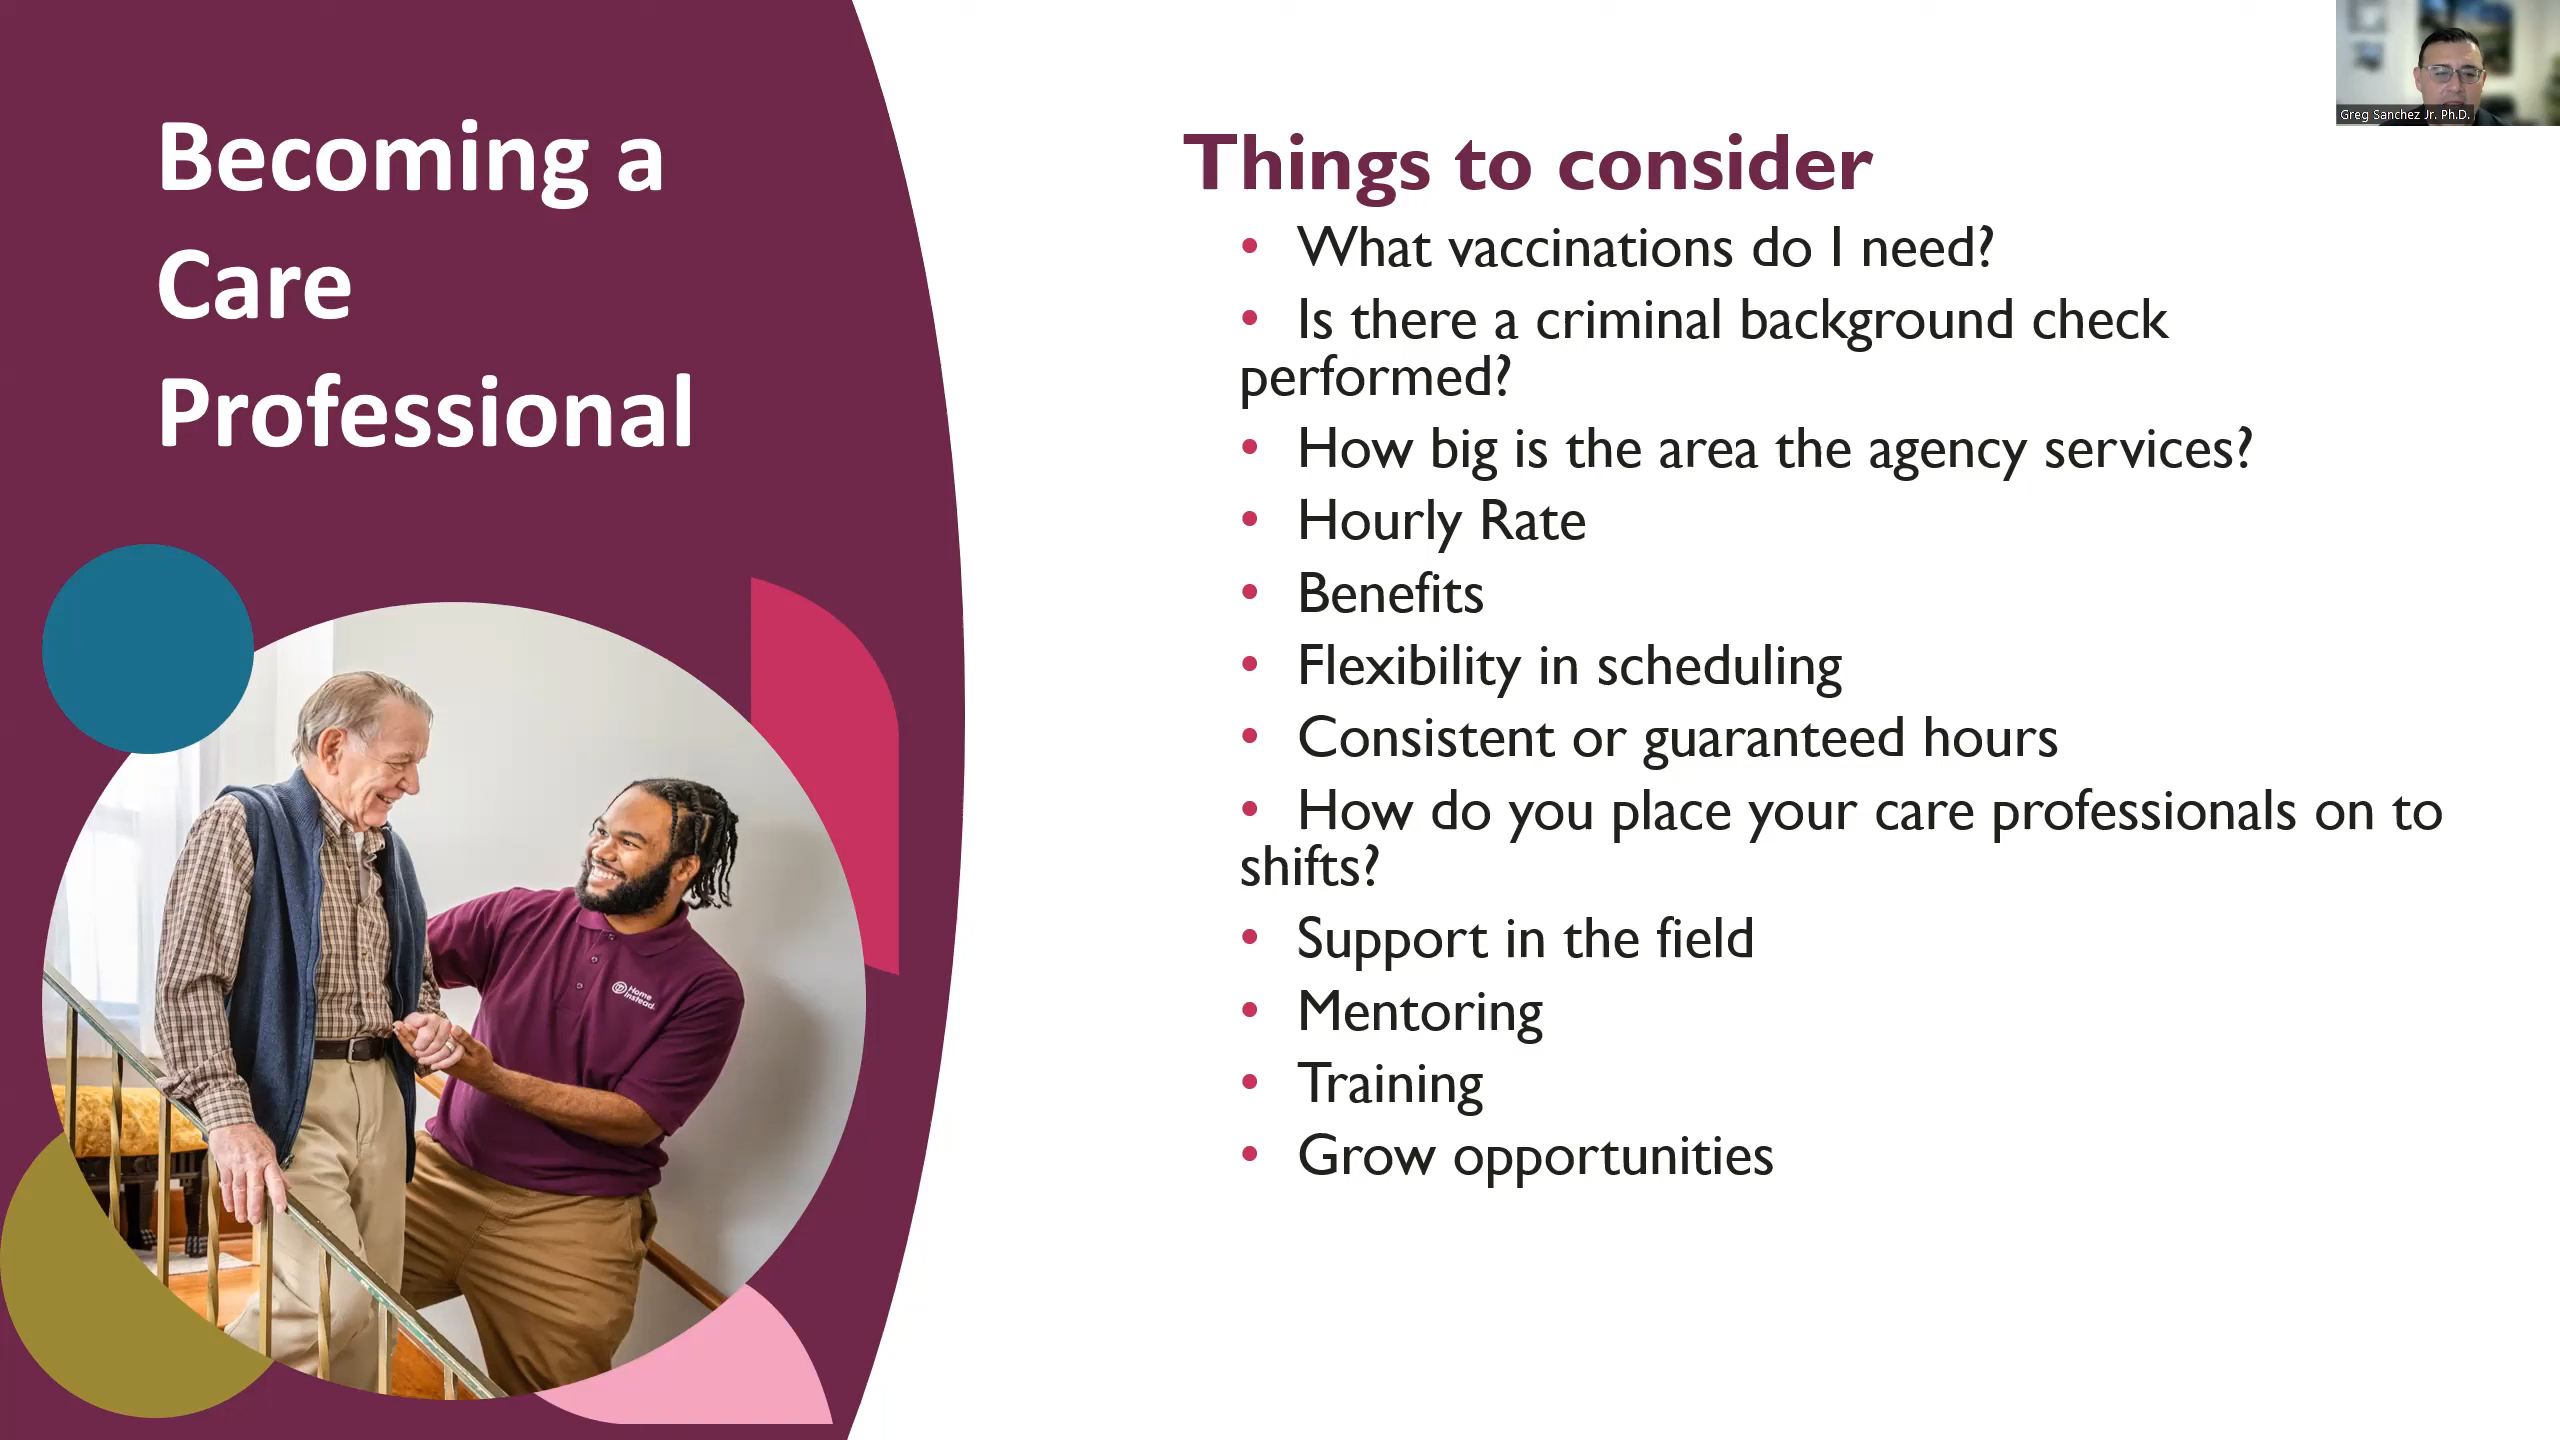 Becoming a
Care
Professional
Greg Sanchez Jr. Ph.D.
Things to consider
• What vaccinations do I need?
• Is there a criminal background check
performed?
• How big is the area the agency services?
• Hourly Rate
• Benefits
• Flexibility in scheduling
• Consistent or guaranteed hours
• How do you place your care professionals on to
shifts?
• Support in the field
• Mentoring
• Training
• Grow opportunities
Home
Instead.